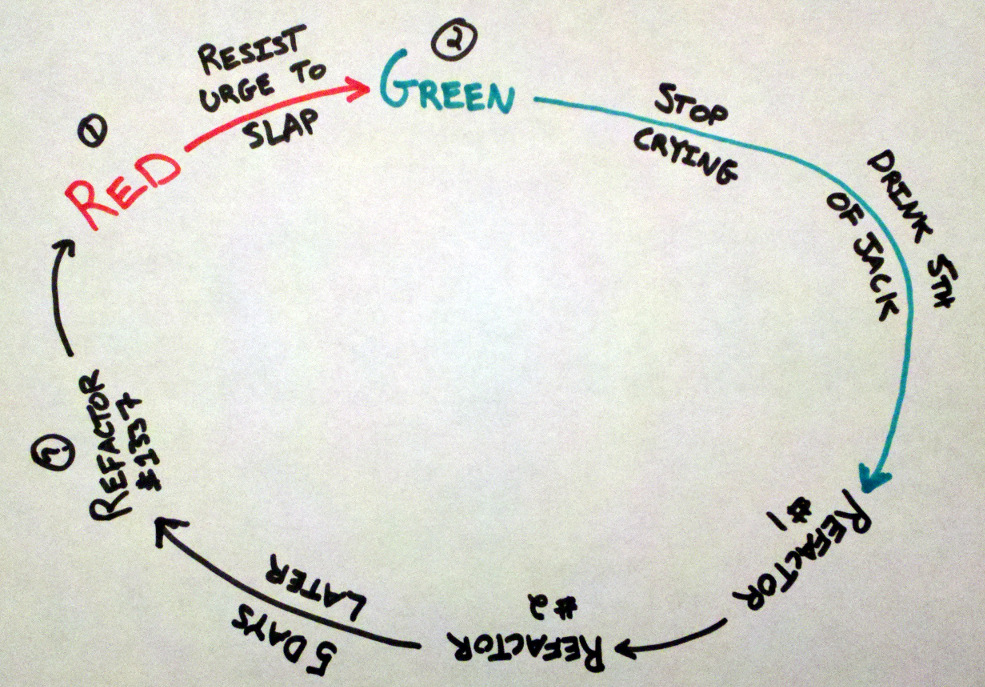 ①
RED
RESIST
URGE TO
SLAP
②
GREEN
STOP
CRYING
DRINK 5TH
OF JACK
REFACTOR
#1
REFACTOR
#2
5 DAYS
LATER
REFACTOR
#1337
?